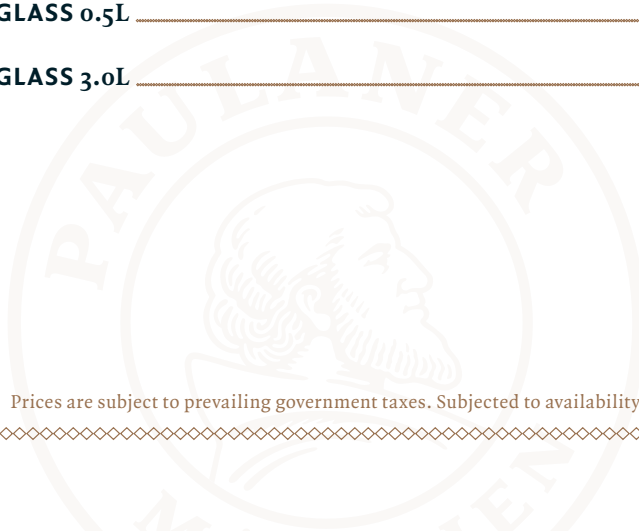 GLASS 0.5L
GLASS 3.0L
PAULANER
Prices are subject to prevailing government taxes. Subjected to availability